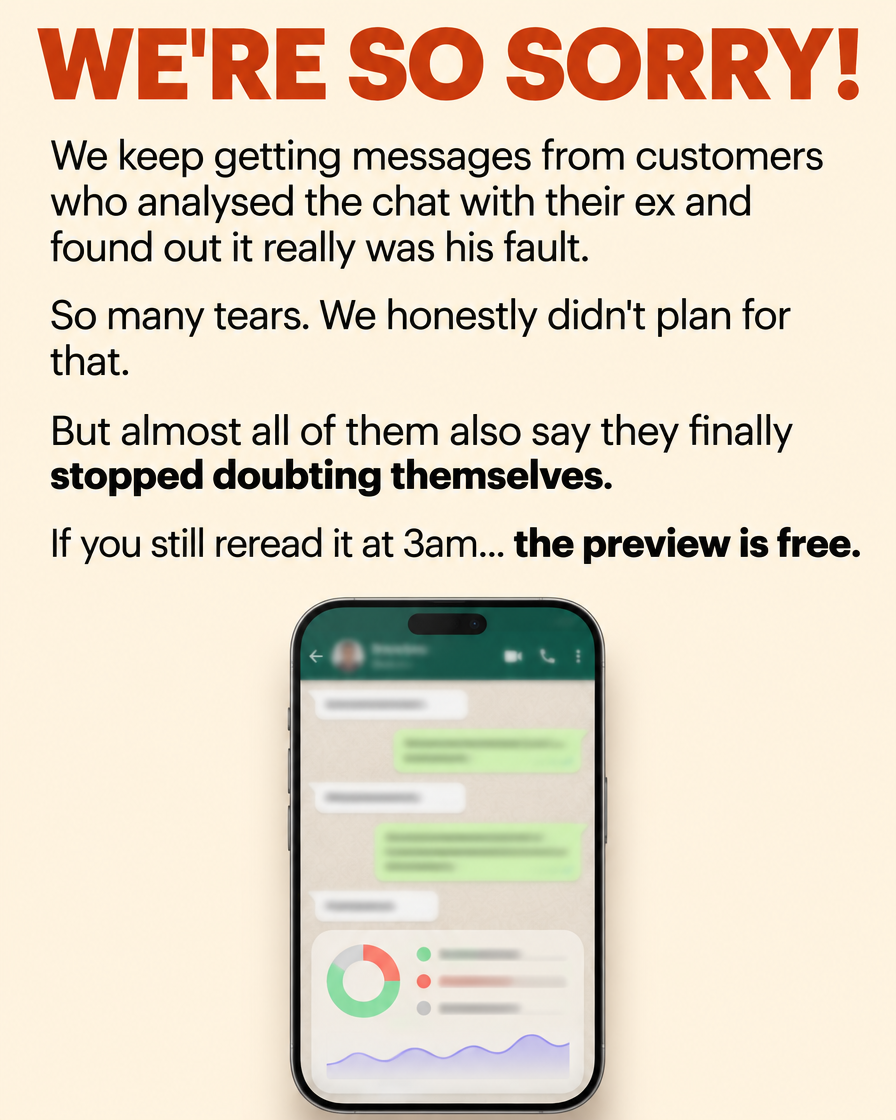 WE'RE SO SORRY!
We keep getting messages from customers
who analysed the chat with their ex and
found out it really was his fault.
So many tears. We honestly didn't plan for
that.
But almost all of them also say they finally
stopped doubting themselves.
If you still reread it at 3am... the preview is free.